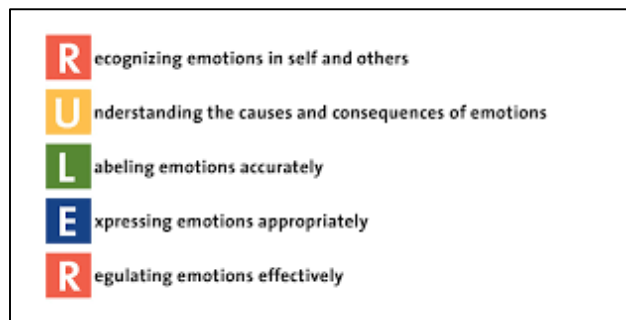 Recognizing emotions in self and others
Understanding the causes and consequences of emotions
Labeling emotions accurately
Expressing emotions appropriately
Regulating emotions effectively